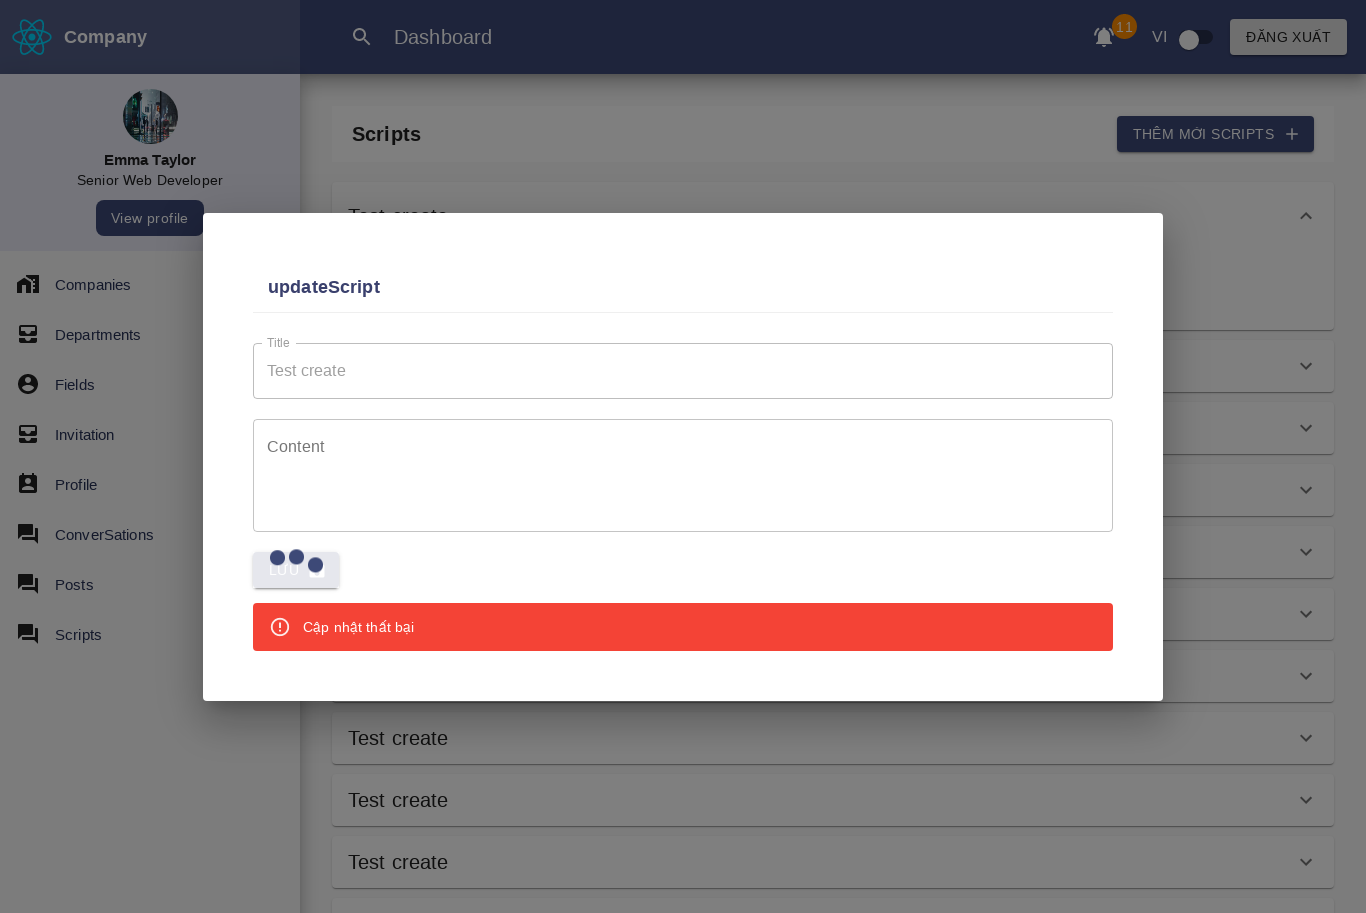 Company
Dashboard
11
VI
ĐĂNG XUẤT
Emma Taylor
Senior Web Developer
View profile
Companies
Departments
Fields
Invitation
Profile
ConverSations
Posts
Scripts
Scripts
THÊM MỚI SCRIPTS
Test create
updateScript
Title
Test create
Content
LƯU
Cập nhật thất bại
Test create
Test create
Test create